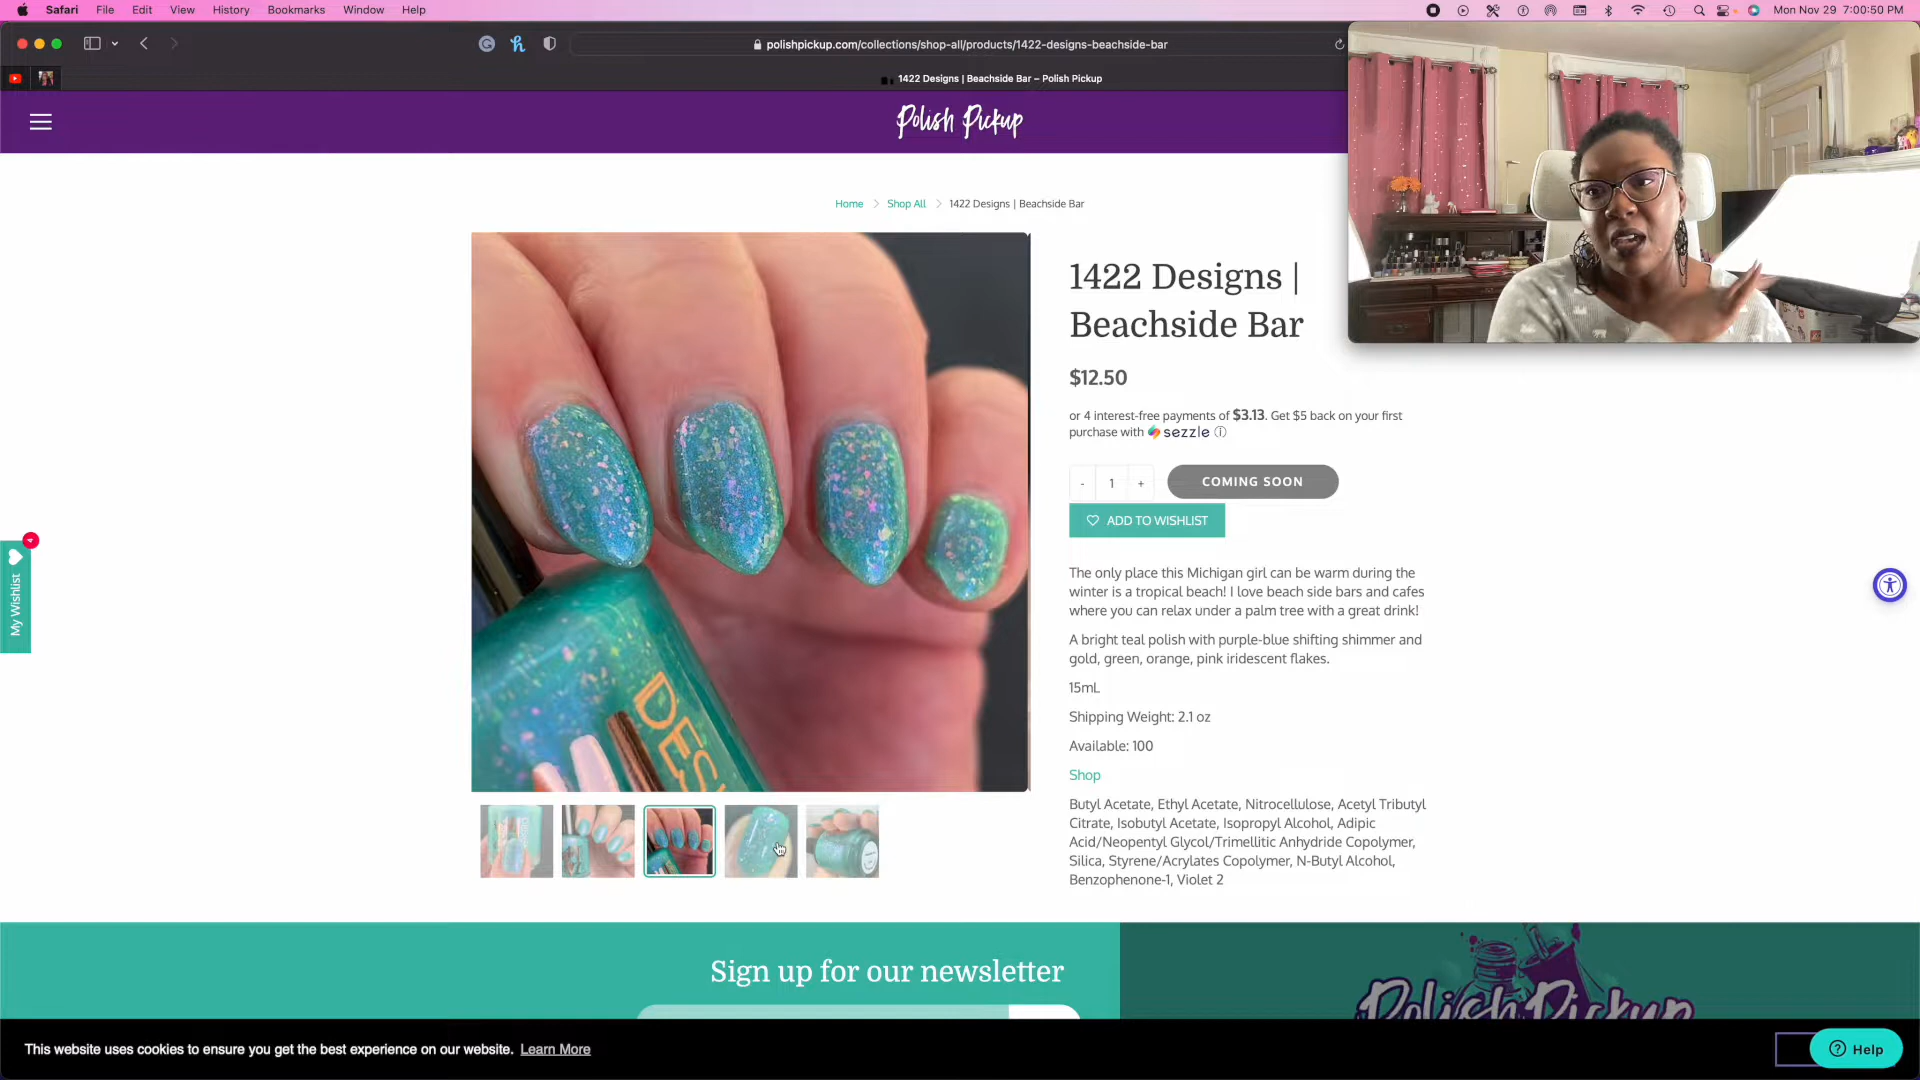 Safari File Edit View History Bookmarks Window Help
Mon Nov 29 7:00:50 PM
polishpickup.com/collections/shop-all/products/1422-designs-beachside-bar
1422 Designs | Beachside Bar – Polish Pickup
Polish Pickup
Home > Shop All > 1422 Designs | Beachside Bar
1422 Designs |
Beachside Bar
$12.50
or 4 interest-free payments of $3.13. Get $5 back on your first
purchase with sezzle
- 1 +
COMING SOON
ADD TO WISHLIST
My Wishlist
The only place this Michigan girl can be warm during the
winter is a tropical beach! I love beach side bars and cafes
where you can relax under a palm tree with a great drink!
A bright teal polish with purple-blue shifting shimmer and
gold, green, orange, pink iridescent flakes.
15mL
Shipping Weight: 2.1 oz
Available: 100
Shop
Butyl Acetate, Ethyl Acetate, Nitrocellulose, Acetyl Tributyl
Citrate, Isobutyl Acetate, Isopropyl Alcohol, Adipic
Acid/Neopentyl Glycol/Trimellitic Anhydride Copolymer,
Silica, Styrene/Acrylates Copolymer, N-Butyl Alcohol,
Benzophenone-1, Violet 2
DES
Sign up for our newsletter
Polish Pickup
This website uses cookies to ensure you get the best experience on our website. Learn More
Help